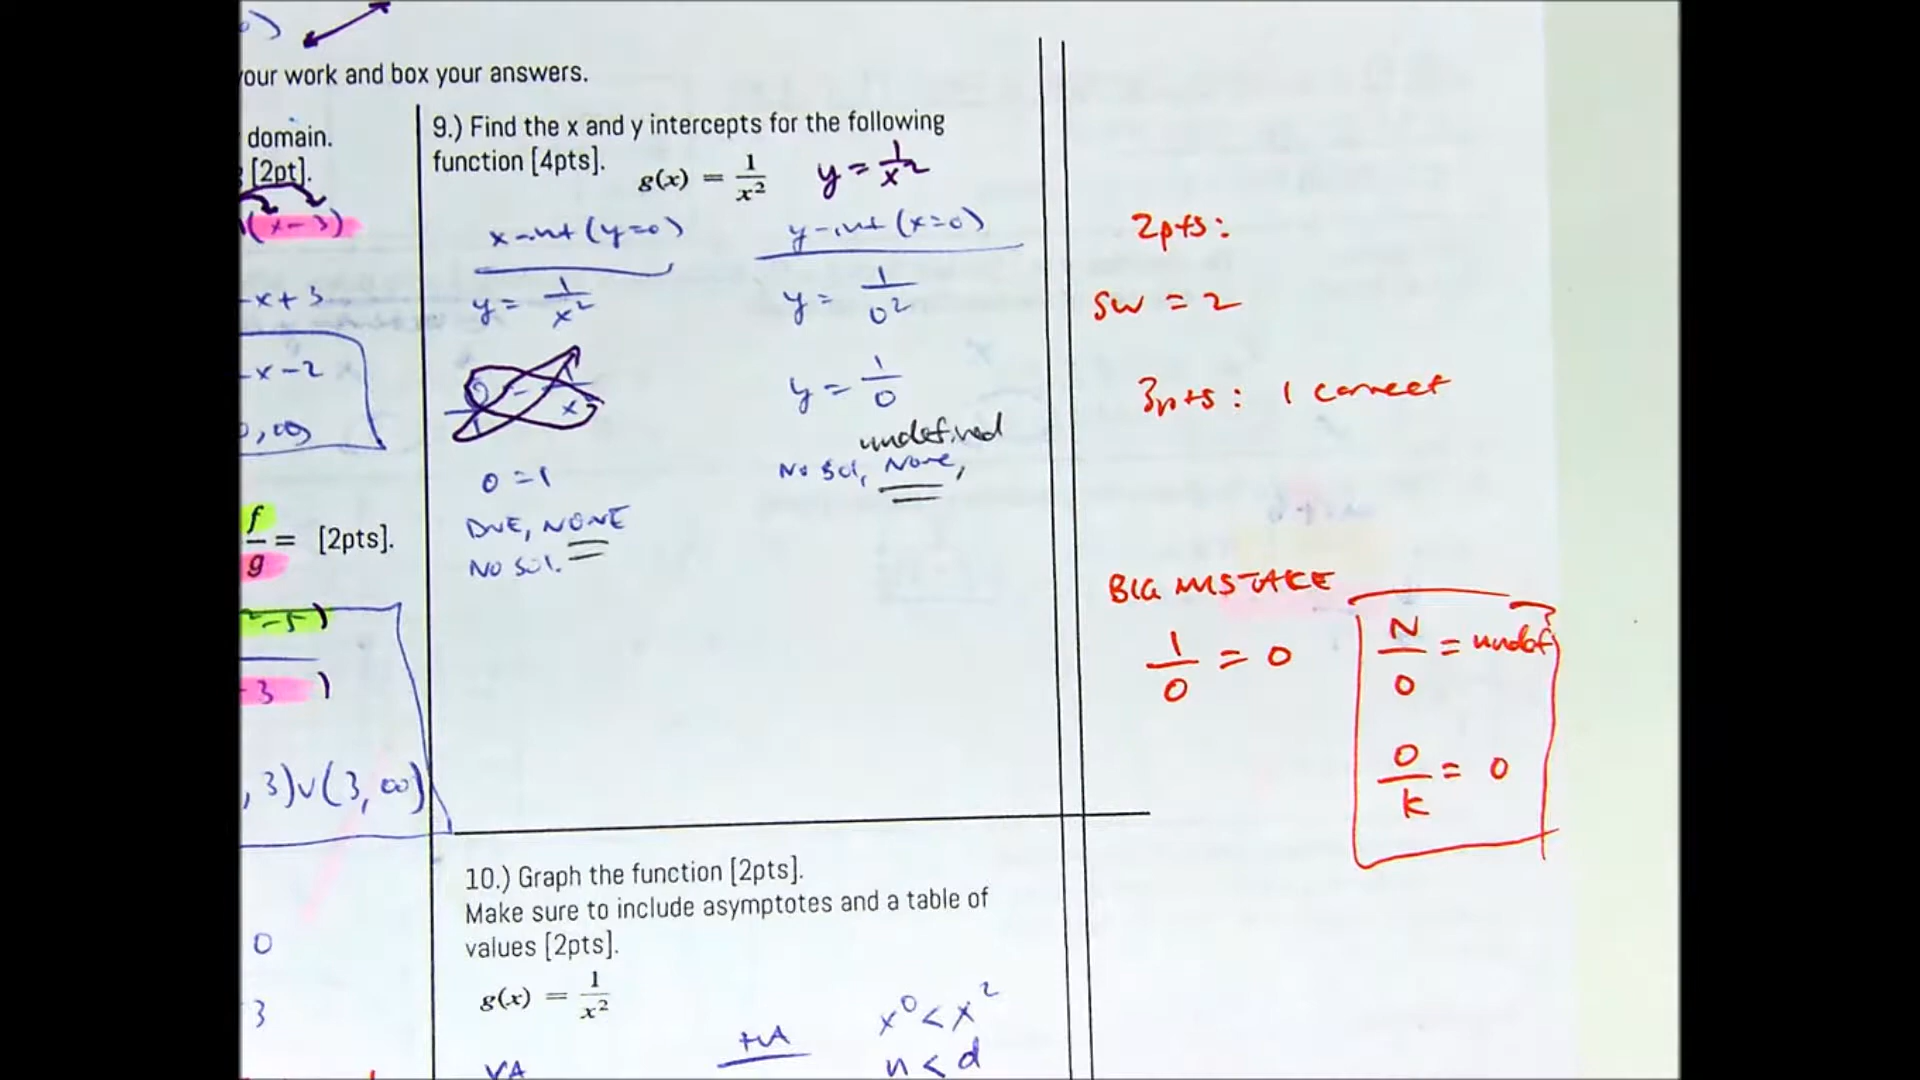 our work and box your answers.
domain.
[2pt].
(x-3)
-x+3
-x-2
,∞)
f/g = [2pts].
-5)
3 )
, 3)∪(3, ∞)
0
3
9.) Find the x and y intercepts for the following
function [4pts]. g(x) = 1/x² y = 1/x²
x-int (y=0)
y = 1/x²
0 = 1
DNE, NONE
No Sol.
y-int (x=0)
y = 1/0²
y = 1/0
undefined
No Sol, None,
10.) Graph the function [2pts].
Make sure to include asymptotes and a table of
values [2pts].
g(x) = 1/x²
VA
HA
x⁰ < x²
n < d
2pts:
SW = 2
3pts: 1 correct
BIG MISTAKE
1/0 = 0
N/0 = undef
0/K = 0